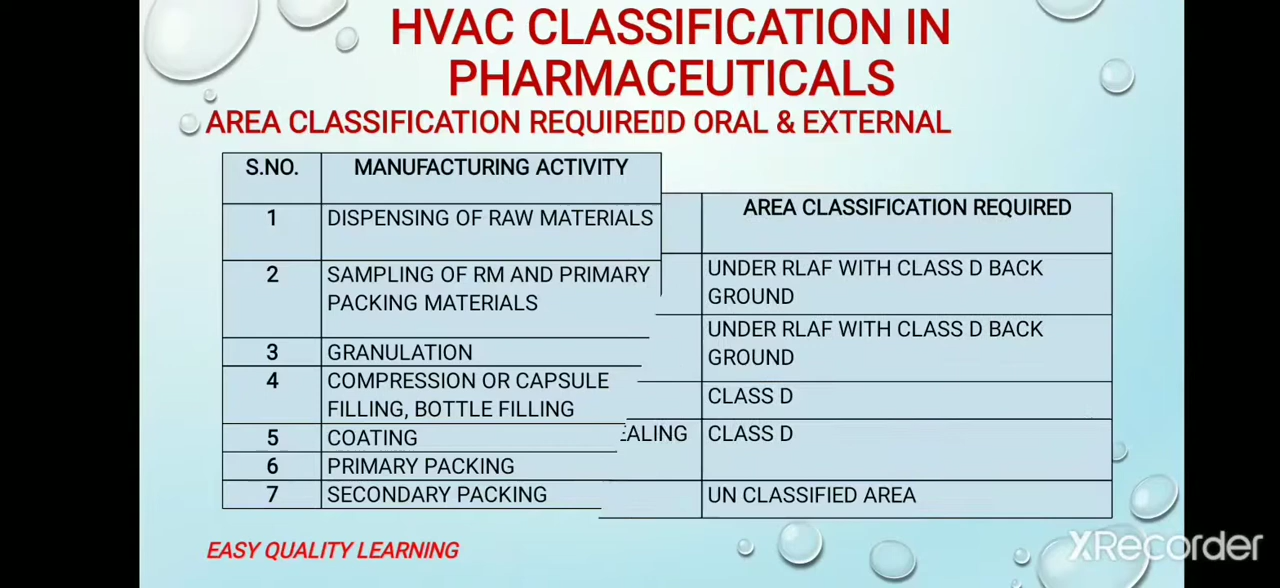 HVAC CLASSIFICATION IN
PHARMACEUTICALS
AREA CLASSIFICATION REQUIRED D ORAL & EXTERNAL
S.NO. MANUFACTURING ACTIVITY
AREA CLASSIFICATION REQUIRED
1 DISPENSING OF RAW MATERIALS
2 SAMPLING OF RM AND PRIMARY
PACKING MATERIALS
UNDER RLAF WITH CLASS D BACK
GROUND
UNDER RLAF WITH CLASS D BACK
GROUND
3 GRANULATION
4 COMPRESSION OR CAPSULE
FILLING, BOTTLE FILLING
CLASS D
5 COATING
EALING CLASS D
6 PRIMARY PACKING
7 SECONDARY PACKING
UN CLASSIFIED AREA
EASY QUALITY LEARNING
XRecorder